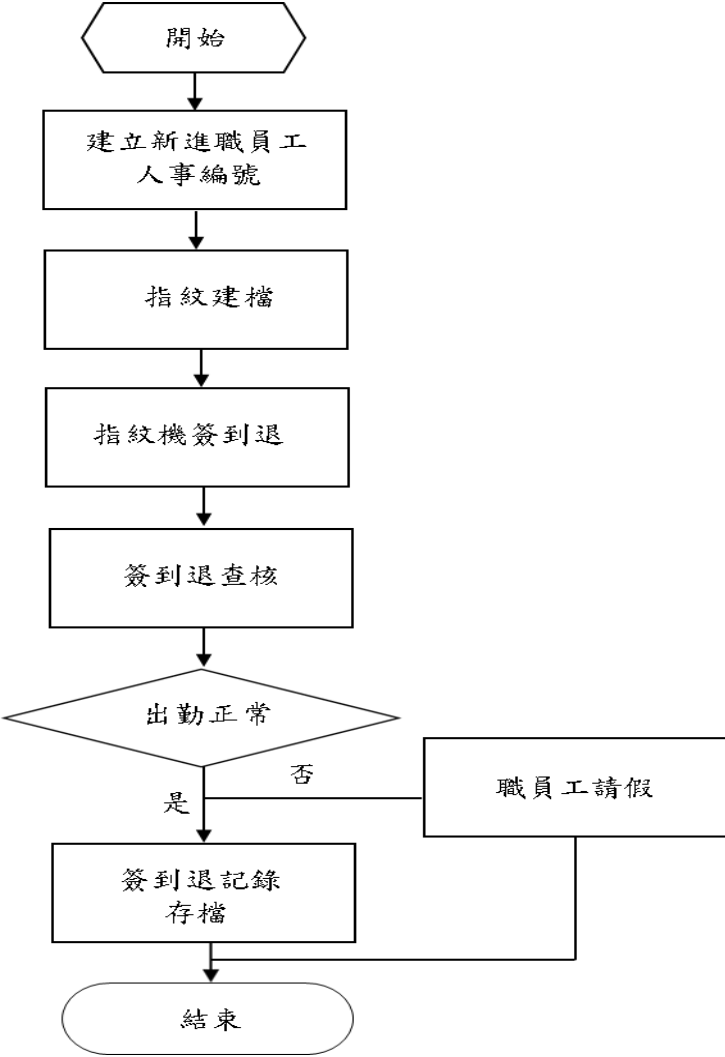 開始
建立新進職員工
人事編號
指紋建檔
指紋機簽到退
簽到退查核
出勤正常
否
職員工請假
是
簽到退記錄
存檔
結束